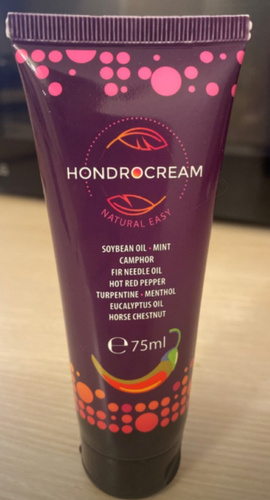 HONDROCREAM
NATURAL EASY
SOYBEAN OIL - MINT
CAMPHOR
FIR NEEDLE OIL
HOT RED PEPPER
TURPENTINE - MENTHOL
EUCALYPTUS OIL
HORSE CHESTNUT
℮75ml